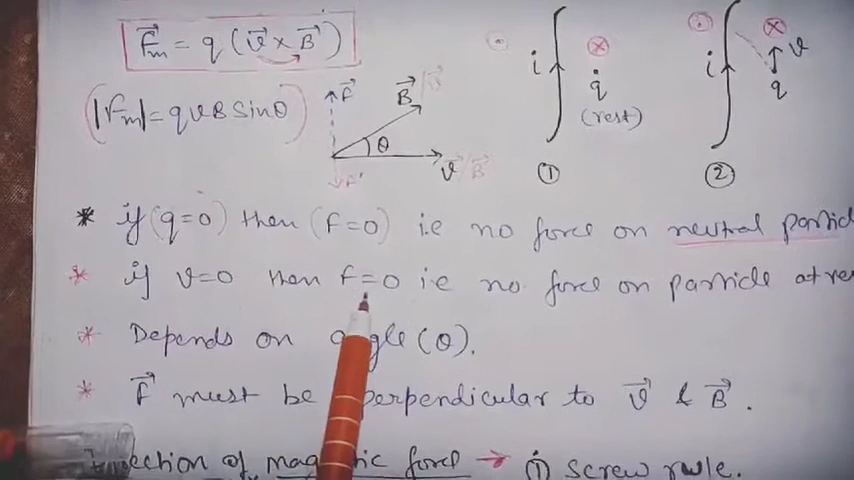 F⃗m = q (v⃗ × B⃗)
|Fm| = qvB sinθ
F⃗
B⃗/v⃗
θ
v⃗/B⃗
F'
i
q
(rest)
①
i
v
q
②
* if (q=0) then (F=0) i.e no force on neutral
* if v=0 then F=0 i.e no force on particle at
* Depends on angle (θ).
* F⃗ must be perpendicular to v⃗ & B⃗.
of magnetic force → ① screw rule.